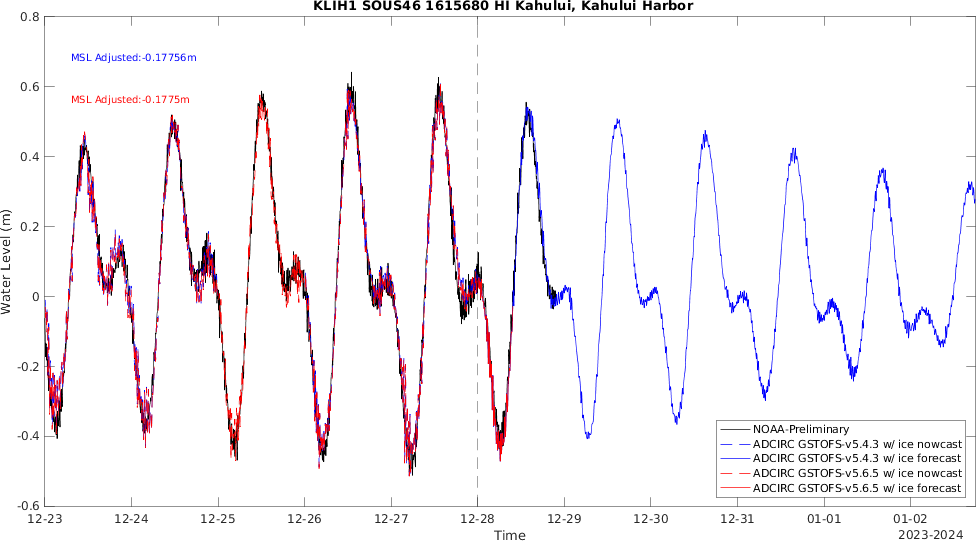 KLIH1 SOUS46 1615680 HI Kahului, Kahului Harbor
0.8
MSL Adjusted:-0.17756m
MSL Adjusted:-0.1775m
0.6
0.4
0.2
0
-0.2
-0.4
-0.6
Water Level (m)
NOAA-Preliminary
ADCIRC GSTOFS-v5.4.3 w/ ice nowcast
ADCIRC GSTOFS-v5.4.3 w/ ice forecast
ADCIRC GSTOFS-v5.6.5 w/ ice nowcast
ADCIRC GSTOFS-v5.6.5 w/ ice forecast
12-23 12-24 12-25 12-26 12-27 12-28 12-29 12-30 12-31 01-01 01-02
Time
2023-2024